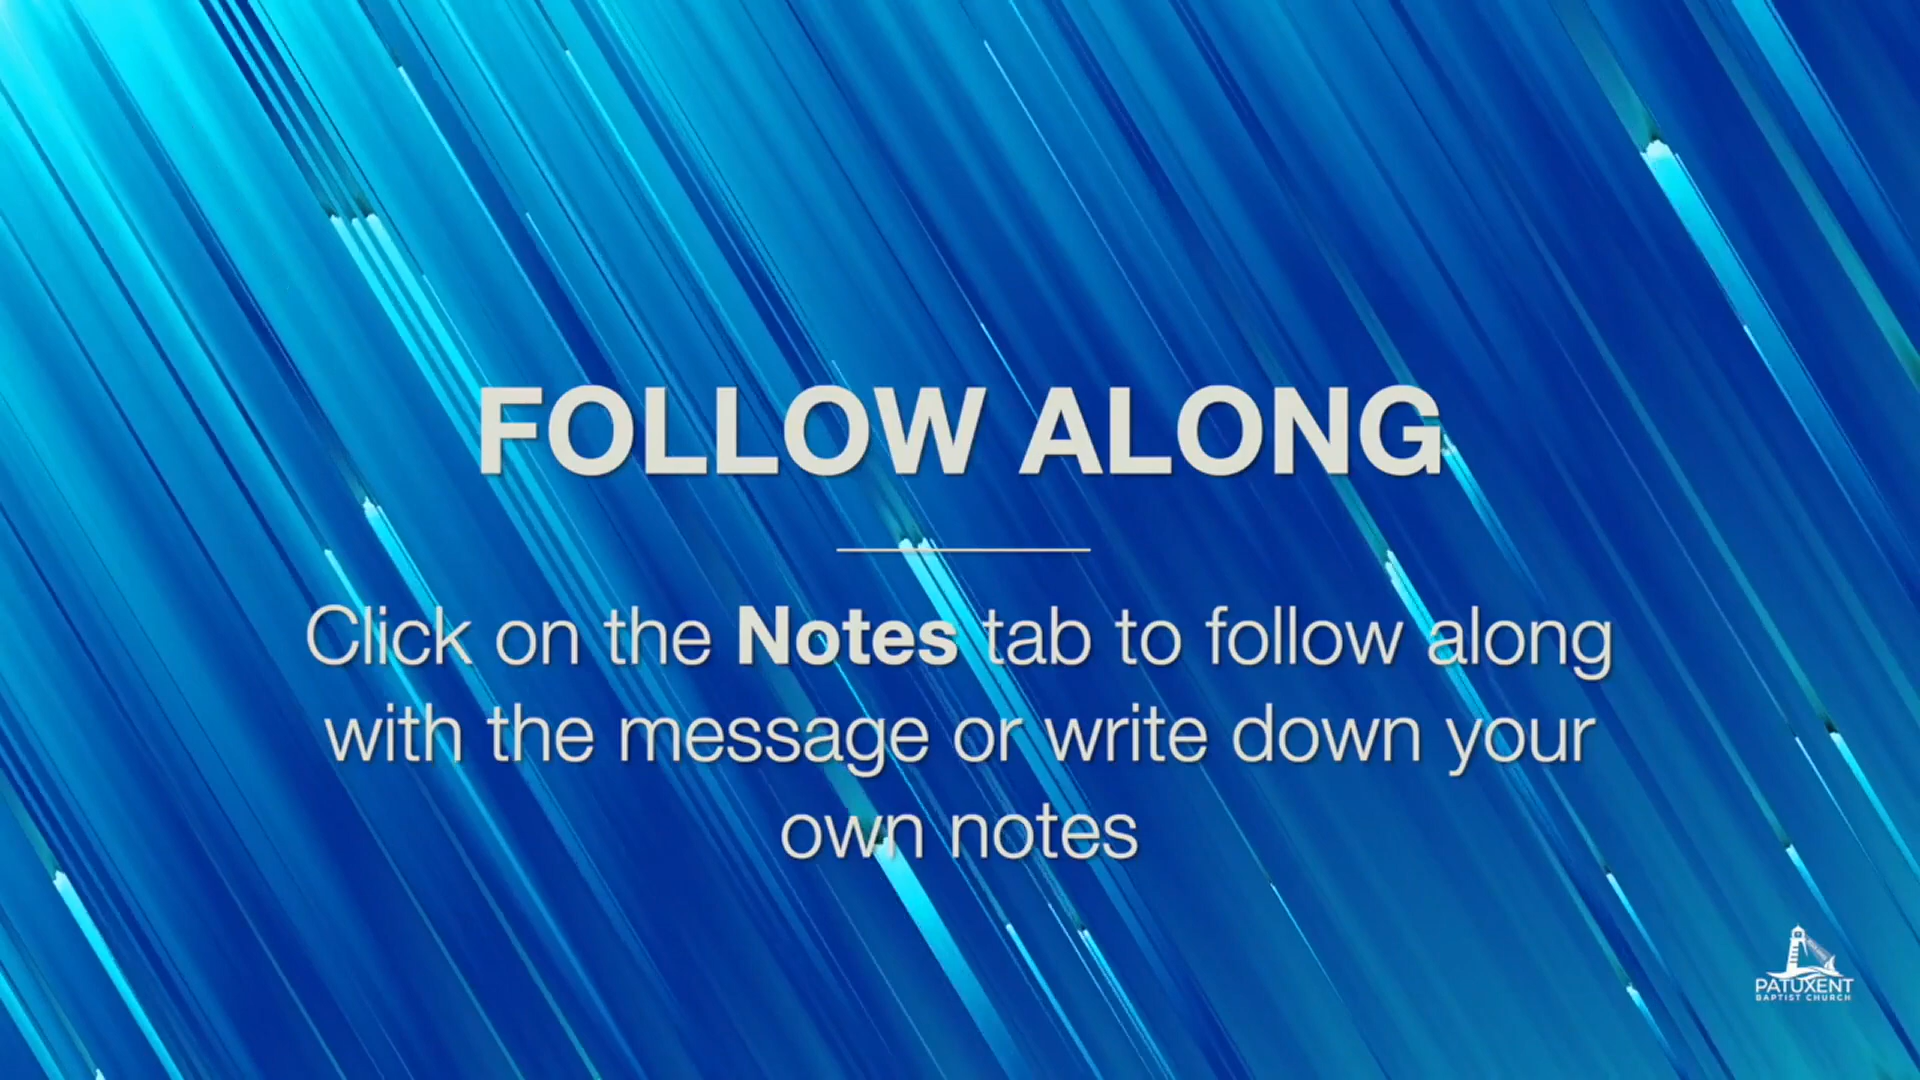 FOLLOW ALONG
Click on the Notes tab to follow along
with the message or write down your
own notes
PATUXENT
BAPTIST CHURCH